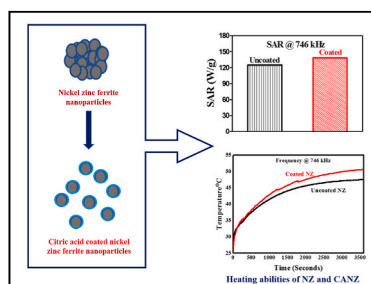 Nickel zinc ferrite
nanoparticles
Citric acid coated nickel
zinc ferrite nanoparticles
SAR @ 746 kHz
Uncoated
Coated
SAR (W/g)
180
150
120
90
60
30
0
Frequency @ 746 kHz
Coated NZ
Uncoated NZ
Temperature°C
55
50
45
40
35
30
25
0 500 1000 1500 2000 2500 3000 3500
Time (Seconds)
Heating abilities of NZ and CANZ